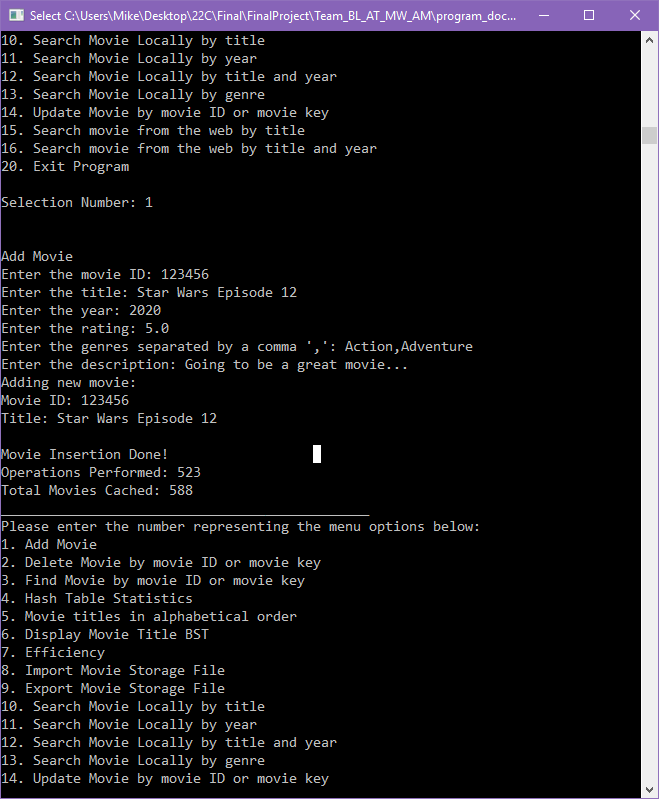 Select C:\Users\Mike\Desktop\22C\Final\FinalProject\Team_BL_AT_MW_AM\program_doc...
10. Search Movie Locally by title
11. Search Movie Locally by year
12. Search Movie Locally by title and year
13. Search Movie Locally by genre
14. Update Movie by movie ID or movie key
15. Search movie from the web by title
16. Search movie from the web by title and year
20. Exit Program
Selection Number: 1
Add Movie
Enter the movie ID: 123456
Enter the title: Star Wars Episode 12
Enter the year: 2020
Enter the rating: 5.0
Enter the genres separated by a comma ',': Action,Adventure
Enter the description: Going to be a great movie...
Adding new movie:
Movie ID: 123456
Title: Star Wars Episode 12
Movie Insertion Done!
Operations Performed: 523
Total Movies Cached: 588
______________________________________________
Please enter the number representing the menu options below:
1. Add Movie
2. Delete Movie by movie ID or movie key
3. Find Movie by movie ID or movie key
4. Hash Table Statistics
5. Movie titles in alphabetical order
6. Display Movie Title BST
7. Efficiency
8. Import Movie Storage File
9. Export Movie Storage File
10. Search Movie Locally by title
11. Search Movie Locally by year
12. Search Movie Locally by title and year
13. Search Movie Locally by genre
14. Update Movie by movie ID or movie key